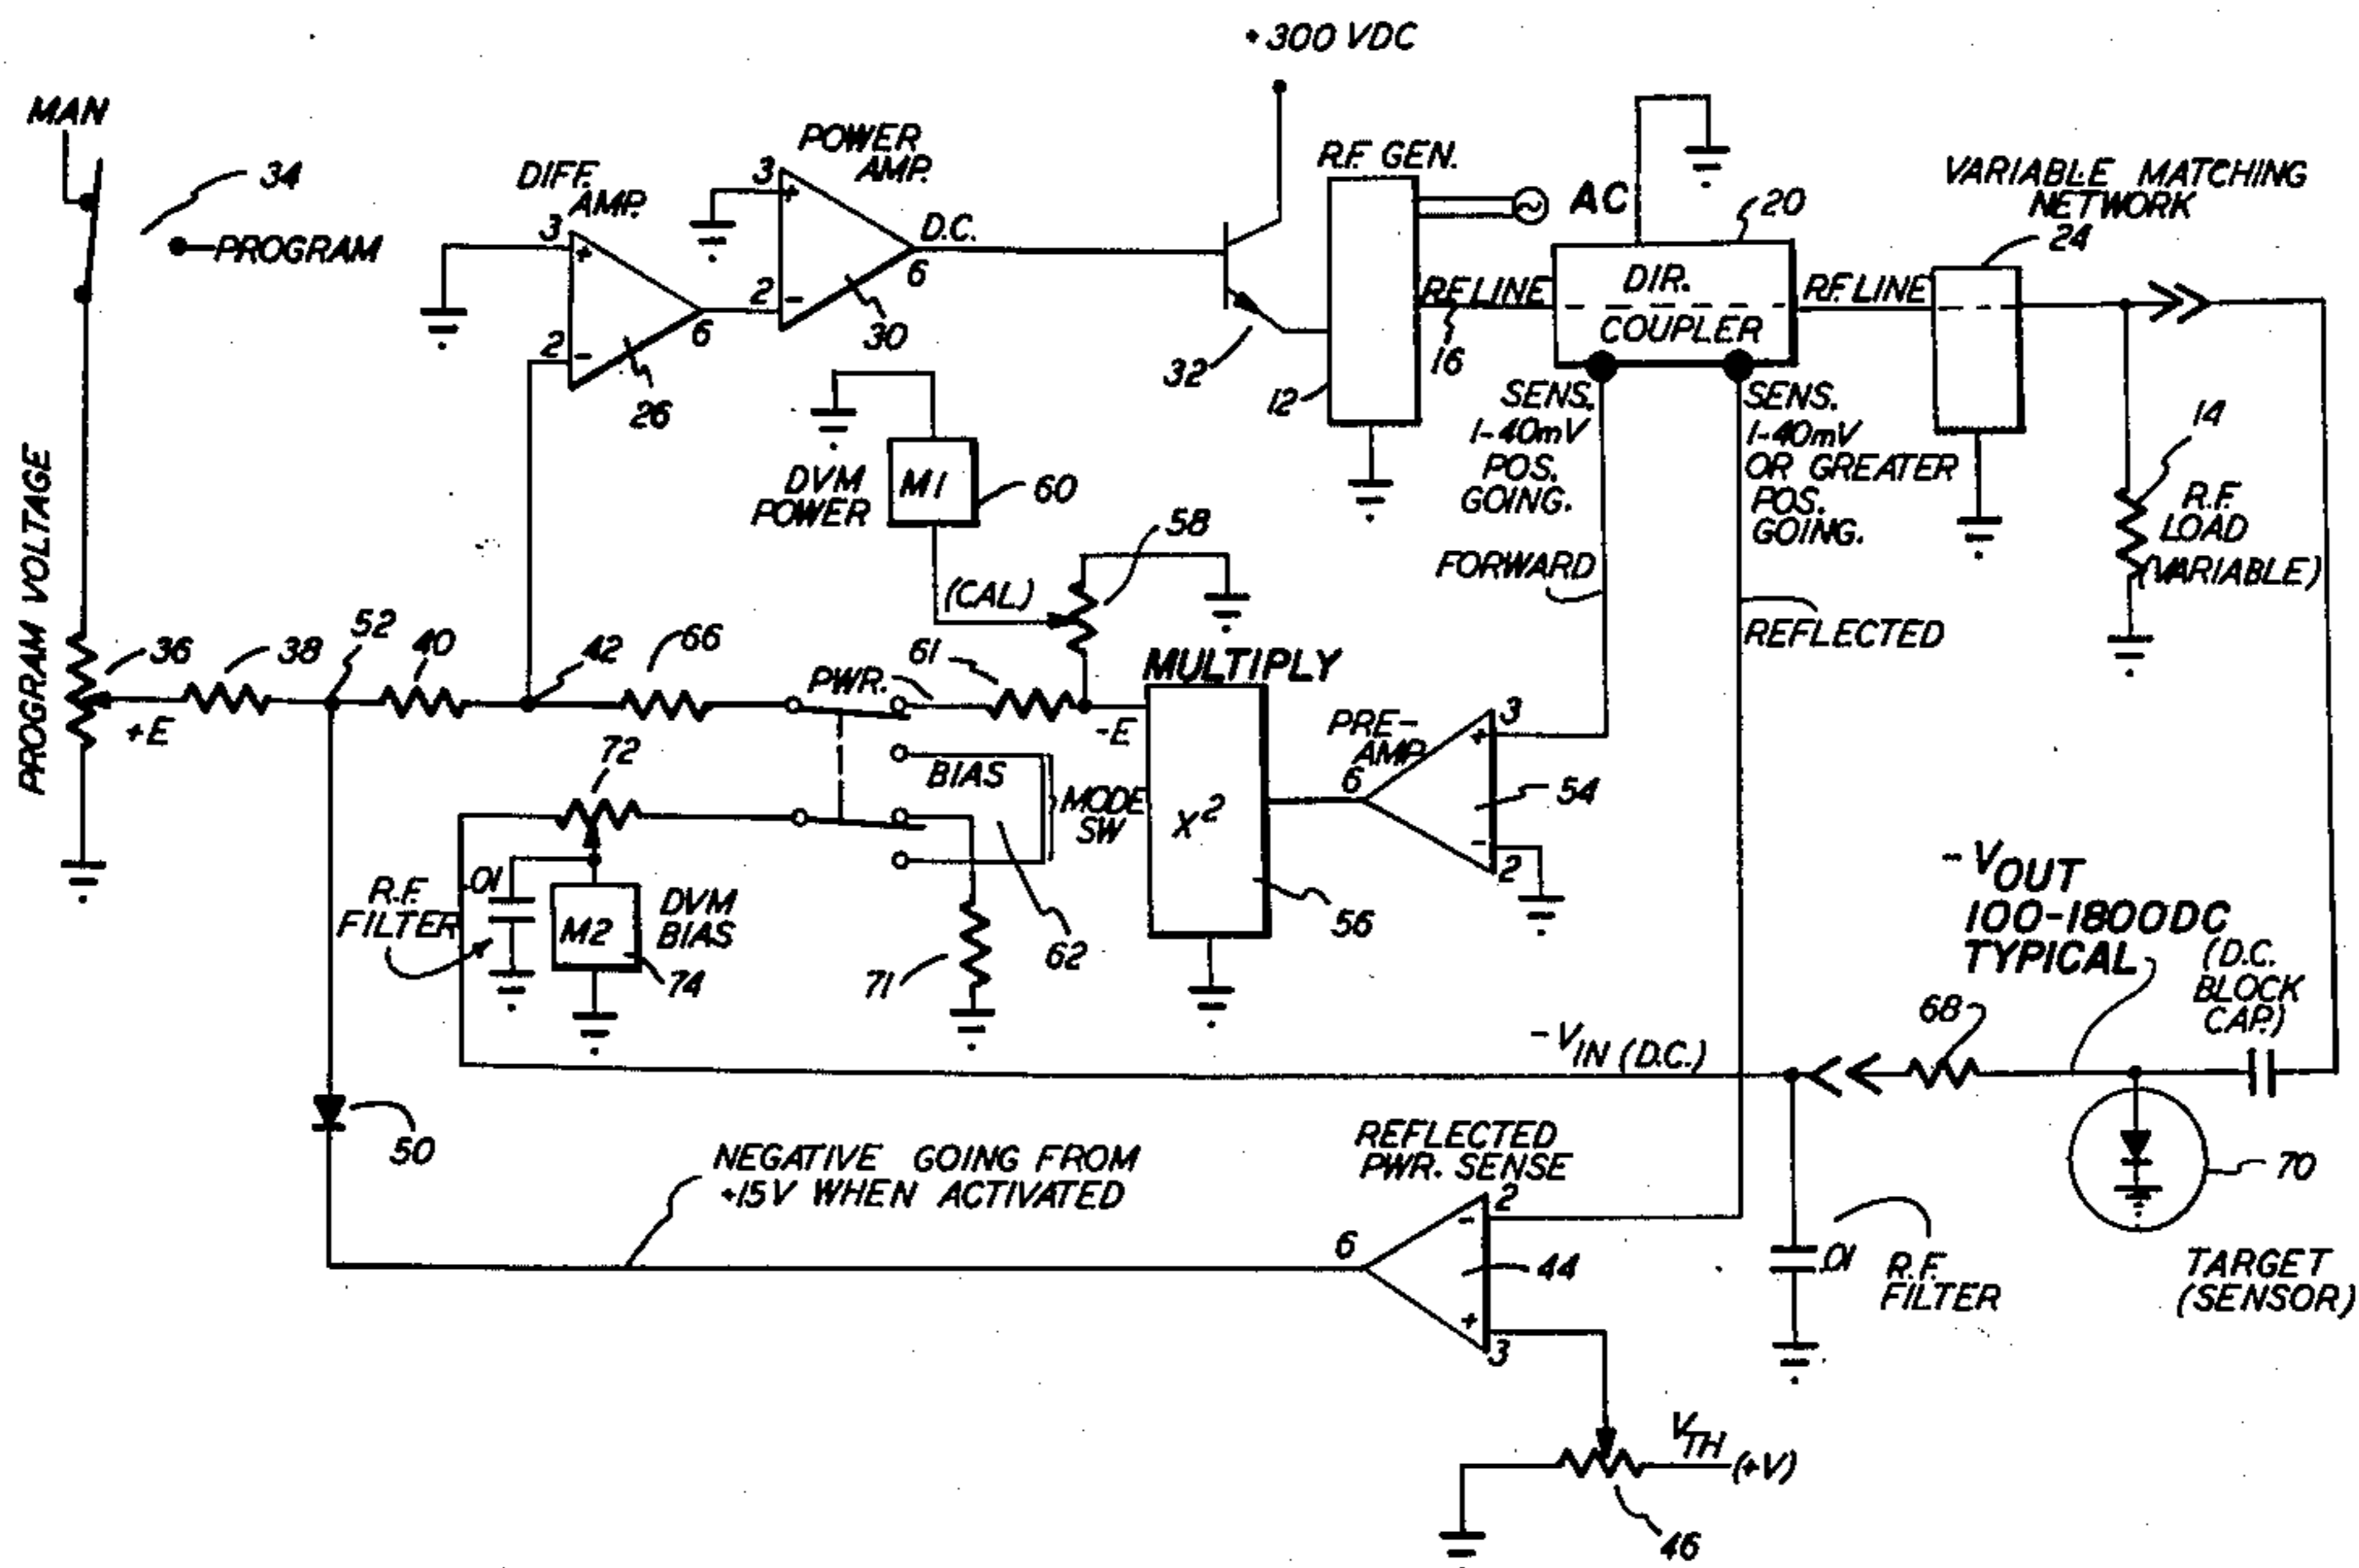 +300 VDC
MAN
34
PROGRAM
DIFF.
AMP.
3
+
2
-
6
26
POWER
AMP.
3
+
2
-
6
30
D.C.
32
R.F. GEN.
12
AC
R.F. LINE
16
DIR.
COUPLER
20
R.F. LINE
VARIABLE MATCHING
NETWORK
24
SENS.
1-40mV
POS.
GOING.
SENS.
1-40mV
OR GREATER
POS.
GOING.
14
R.F.
LOAD
(VARIABLE)
FORWARD
REFLECTED
DVM
POWER
M1
60
58
(CAL)
PROGRAM VOLTAGE
36
+E
38
52
40
42
66
PWR.
61
-E
MULTIPLY
X2
56
PRE-
AMP.
6
3
+
-
2
54
BIAS
MODE
SW
62
72
.01
R.F.
FILTER
M2
DVM
BIAS
74
71
-VOUT
100-1800DC
TYPICAL
(D.C.
BLOCK
CAP.)
68
-VIN (D.C.)
50
NEGATIVE GOING FROM
+15V WHEN ACTIVATED
REFLECTED
PWR. SENSE
6
2
-
44
+
3
.01
R.F.
FILTER
70
TARGET
(SENSOR)
VTH
(+V)
46